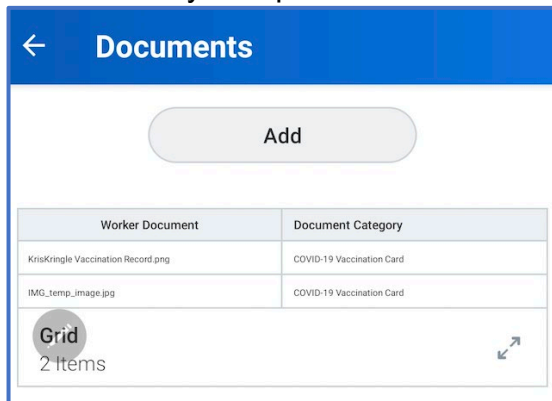 Documents
Add
Worker Document Document Category
KrisKringle Vaccination Record.png COVID-19 Vaccination Card
IMG_temp_image.jpg COVID-19 Vaccination Card
Grid
2 Items